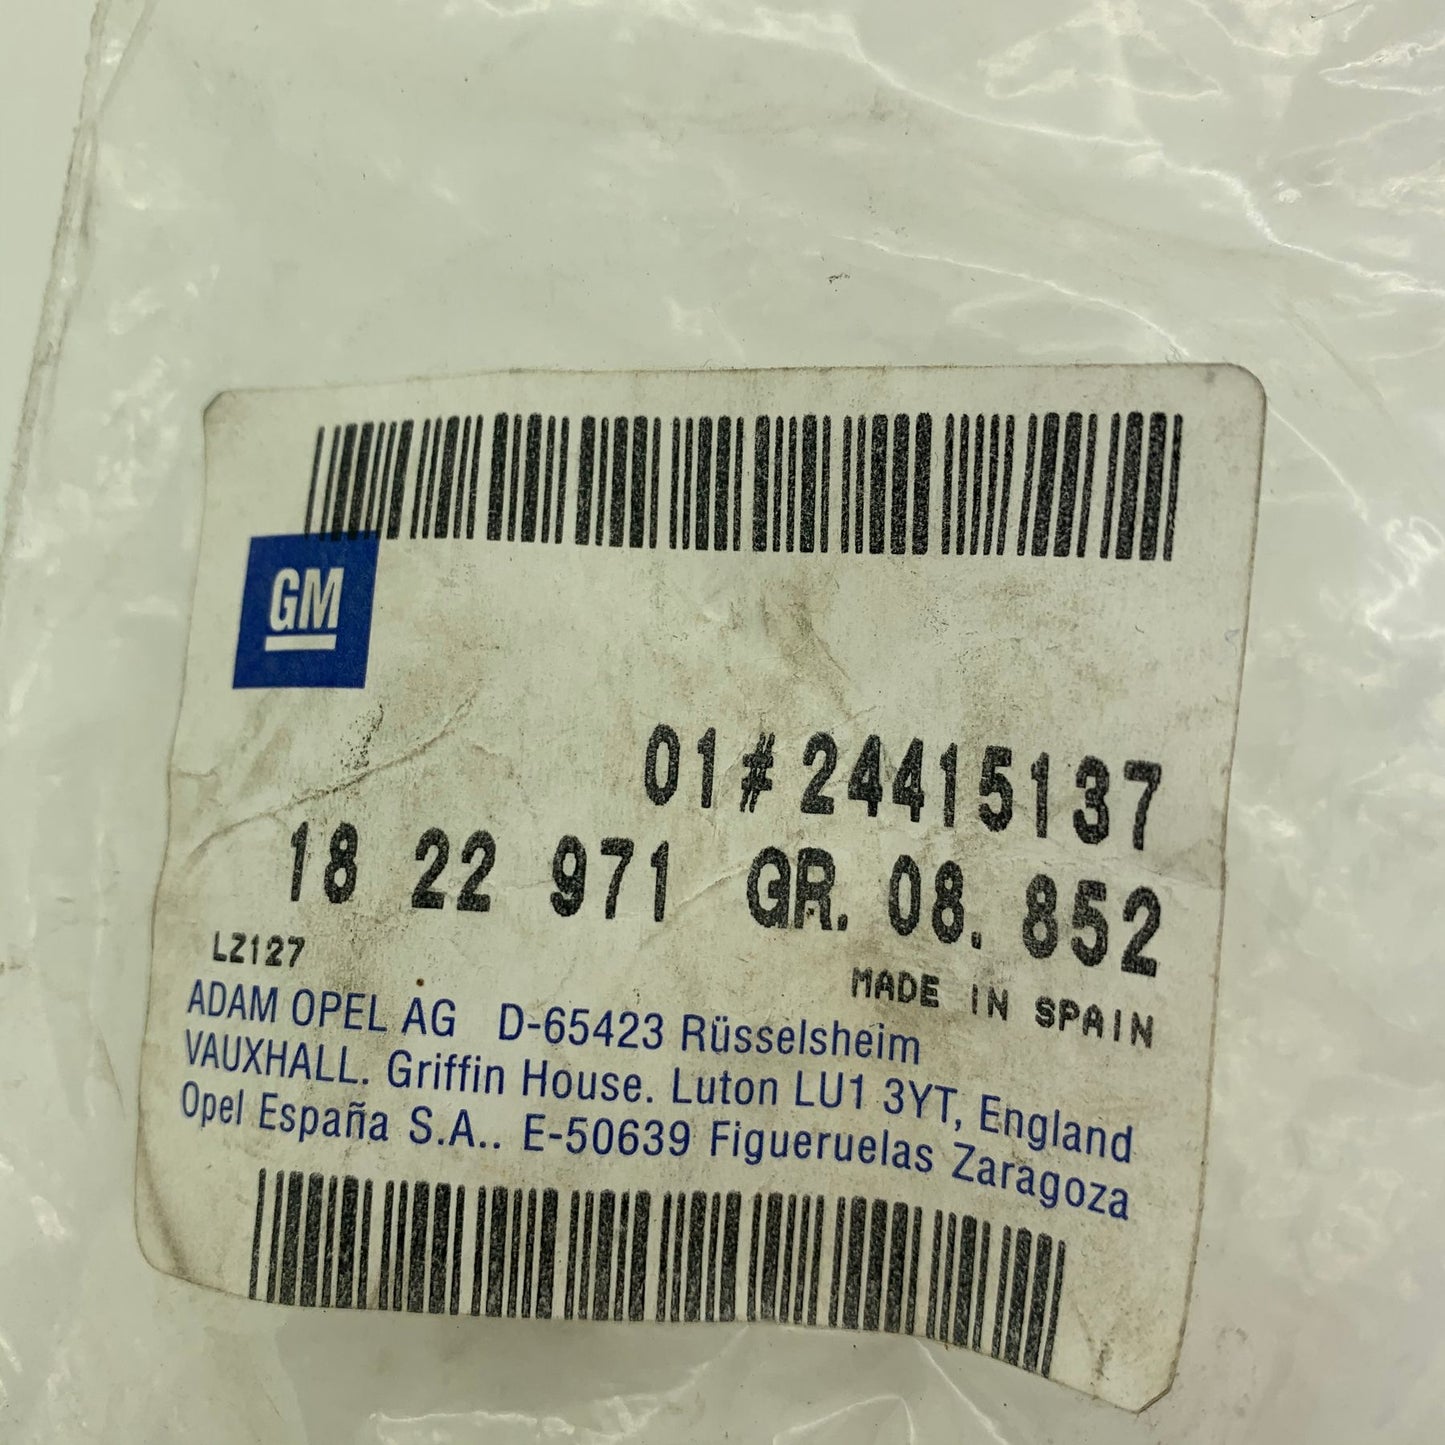 GM
01#24415137
18 22 971 GR. 08. 852
LZ127
MADE IN SPAIN
ADAM OPEL AG D-65423 Rüsselsheim
VAUXHALL. Griffin House. Luton LU1 3YT, England
Opel España S.A.. E-50639 Figueruelas Zaragoza